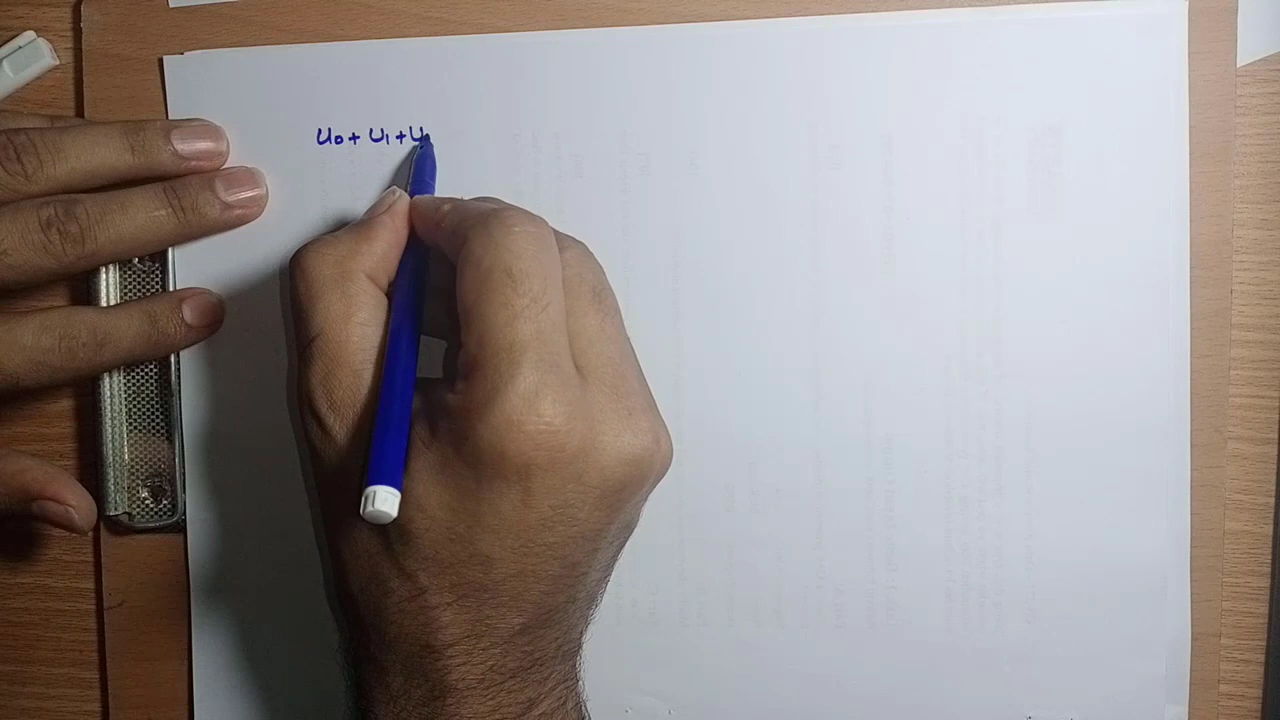 u₀ + u₁ + u